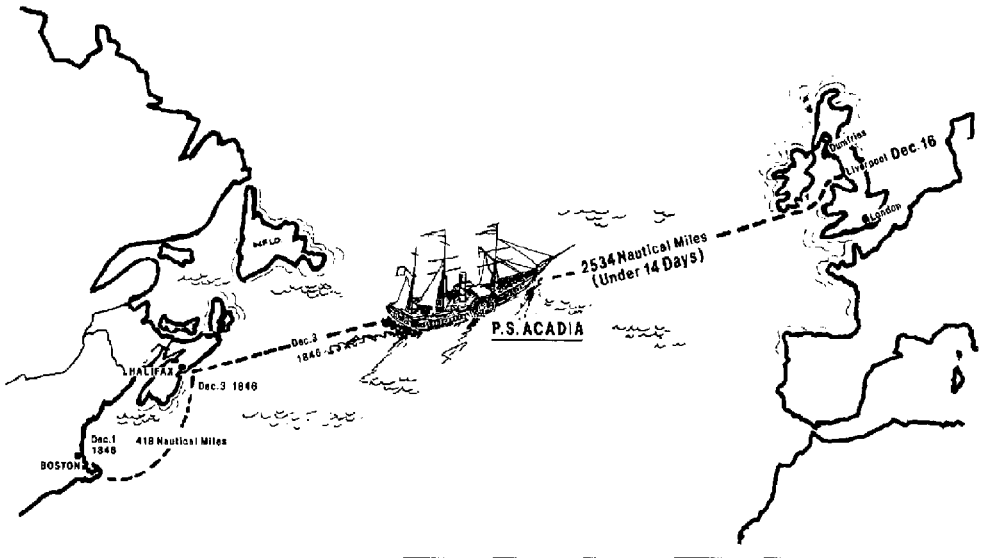 Dumfries
Liverpool Dec. 16
London
NFLD
2534 Nautical Miles
(Under 14 Days)
P.S. ACADIA
Dec. 3
1846
HALIFAX
Dec. 3 1846
Dec. 1
1846
418 Nautical Miles
BOSTON